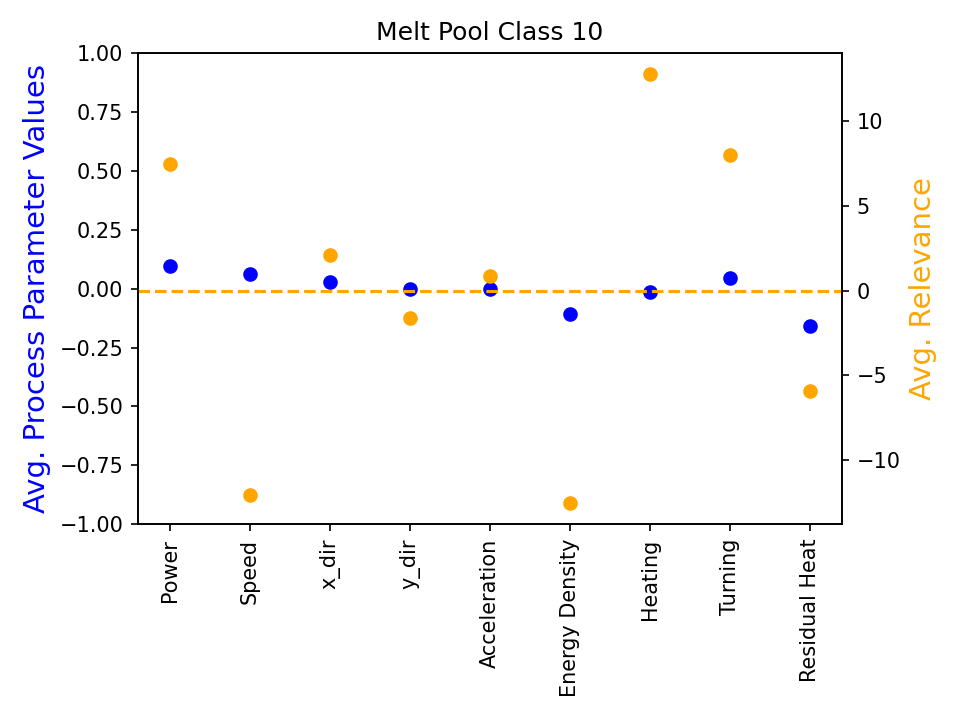 Melt Pool Class 10
Avg. Process Parameter Values
1.00
0.75
0.50
0.25
0.00
−0.25
−0.50
−0.75
−1.00
10
5
0
−5
−10
Avg. Relevance
Power
Speed
x_dir
y_dir
Acceleration
Energy Density
Heating
Turning
Residual Heat